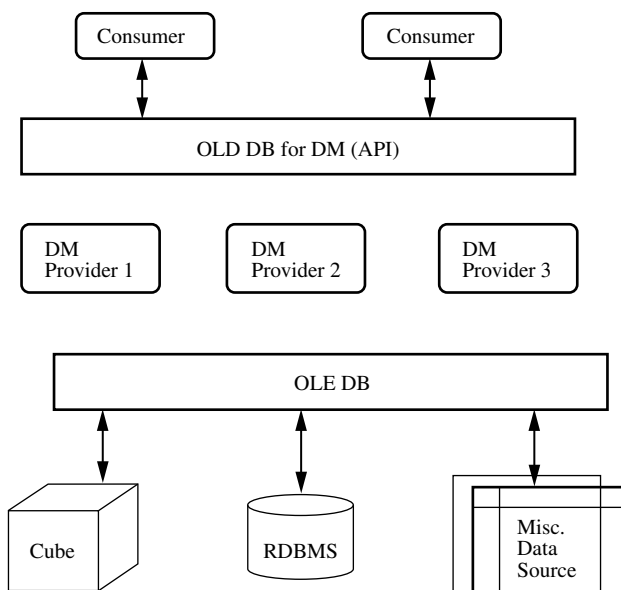 Consumer
Consumer
OLD DB for DM (API)
DM
Provider 1
DM
Provider 2
DM
Provider 3
OLE DB
Cube
RDBMS
Misc.
Data
Source